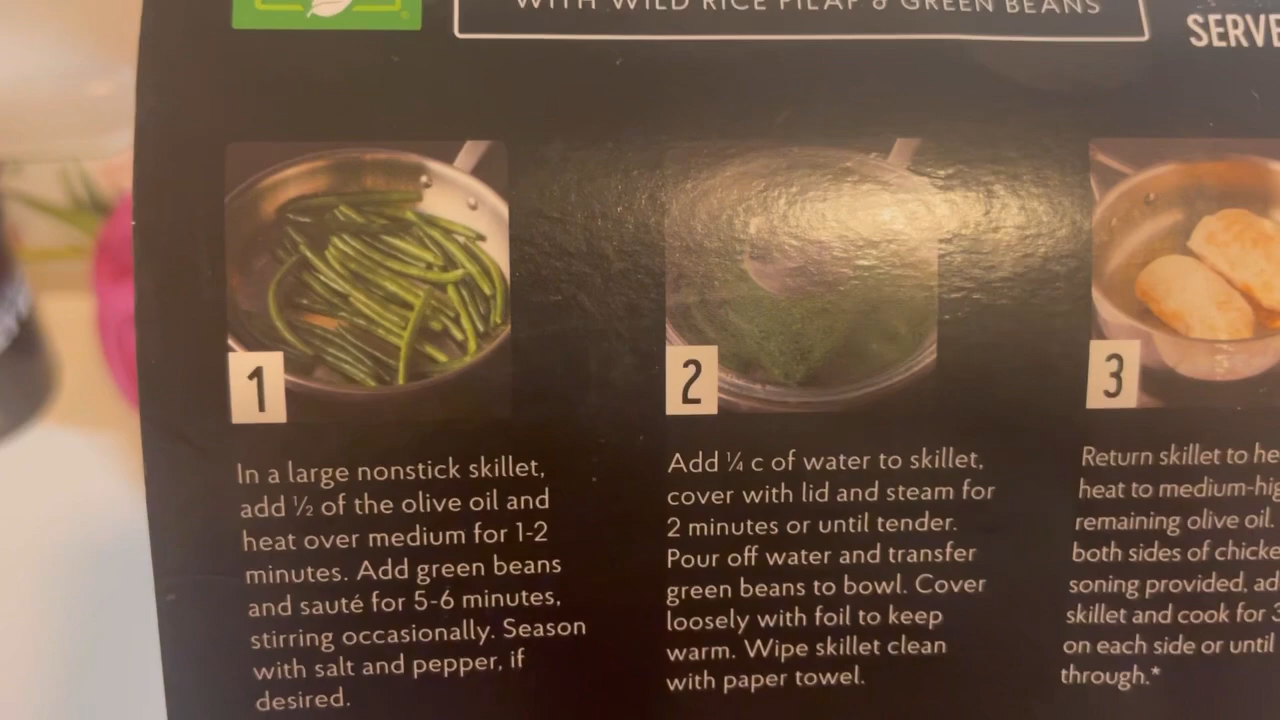 WITH WILD RICE PILAF & GREEN BEANS
SERVE
1
In a large nonstick skillet,
add ½ of the olive oil and
heat over medium for 1-2
minutes. Add green beans
and sauté for 5-6 minutes,
stirring occasionally. Season
with salt and pepper, if
desired.
2
Add ¼ c of water to skillet,
cover with lid and steam for
2 minutes or until tender.
Pour off water and transfer
green beans to bowl. Cover
loosely with foil to keep
warm. Wipe skillet clean
with paper towel.
3
Return skillet to he
heat to medium-hig
remaining olive oil.
both sides of chicke
soning provided, ad
skillet and cook for 3
on each side or until
through.*